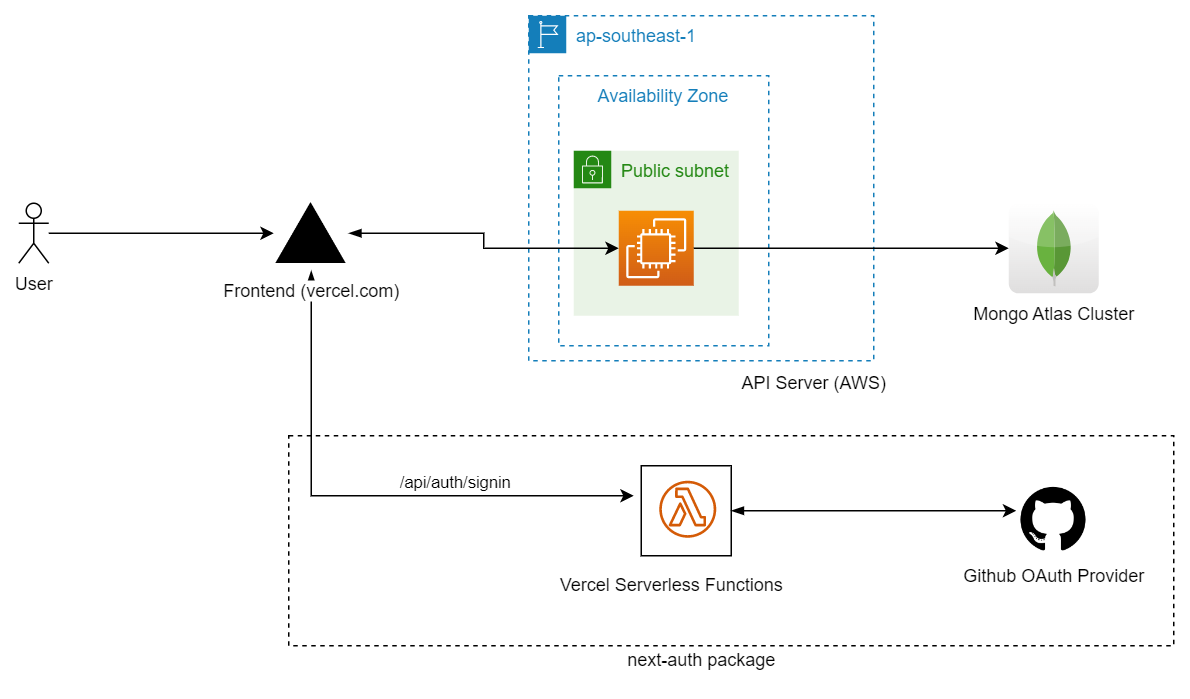 ap-southeast-1
Availability Zone
Public subnet
User
Frontend (vercel.com)
Mongo Atlas Cluster
API Server (AWS)
/api/auth/signin
Vercel Serverless Functions
Github OAuth Provider
next-auth package